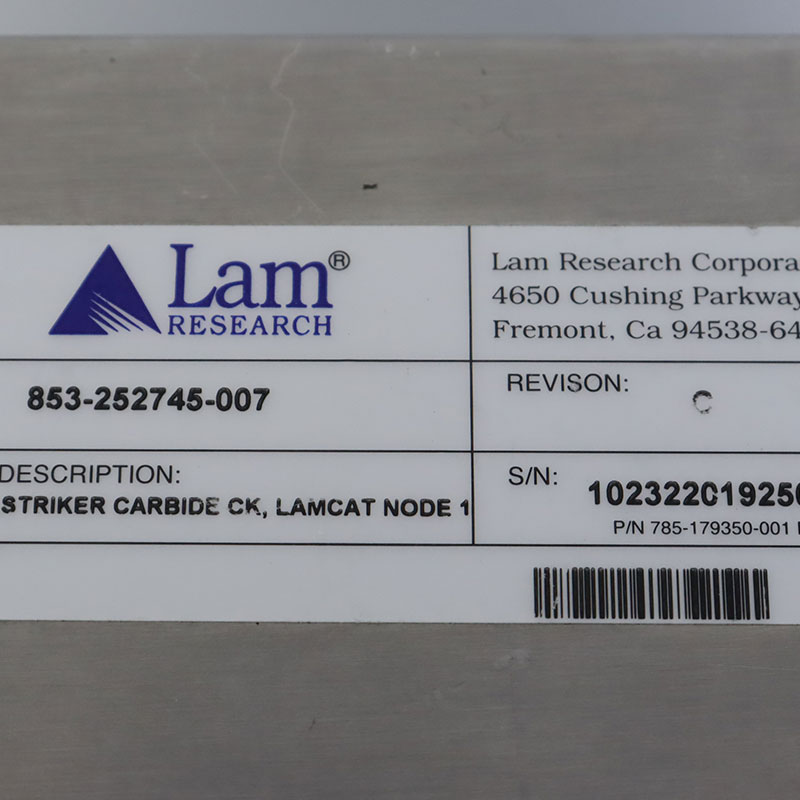 Lam®
RESEARCH
Lam Research Corpora
4650 Cushing Parkway
Fremont, Ca 94538-64
853-252745-007
REVISON: C
DESCRIPTION:
STRIKER CARBIDE CK, LAMCAT NODE 1
S/N: 102322C19250
P/N 785-179350-001